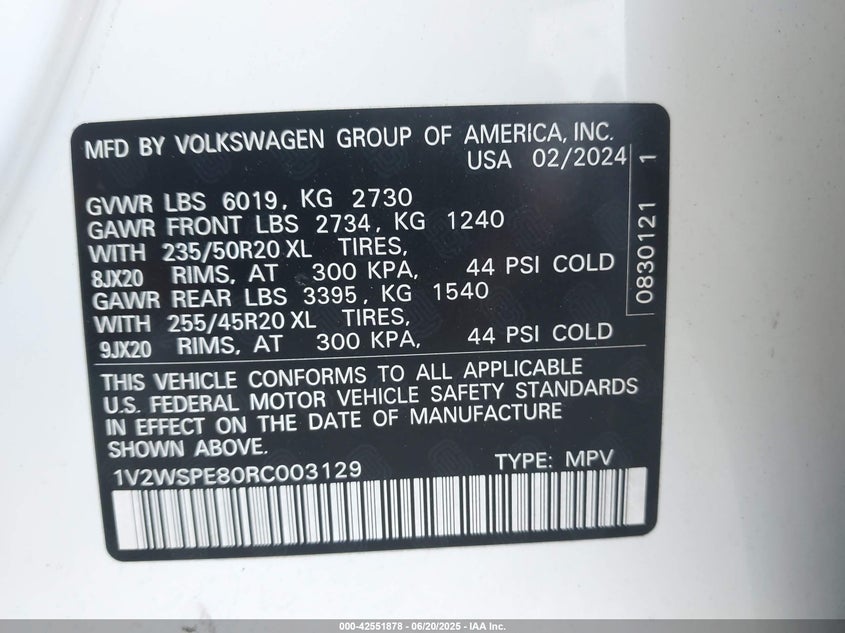 MFD BY VOLKSWAGEN GROUP OF AMERICA, INC.
USA 02/2024
GVWR LBS 6019, KG 2730
GAWR FRONT LBS 2734, KG 1240
WITH 235/50R20 XL TIRES,
8JX20 RIMS, AT 300 KPA, 44 PSI COLD
GAWR REAR LBS 3395, KG 1540
WITH 255/45R20 XL TIRES,
9JX20 RIMS, AT 300 KPA, 44 PSI COLD
0830121 1
THIS VEHICLE CONFORMS TO ALL APPLICABLE
U.S. FEDERAL MOTOR VEHICLE SAFETY STANDARDS
IN EFFECT ON THE DATE OF MANUFACTURE
SHOWN ABOVE.
1V2WSPE80RC003129 TYPE: MPV
000-42551878 - 06/20/2025 - IAA Inc.